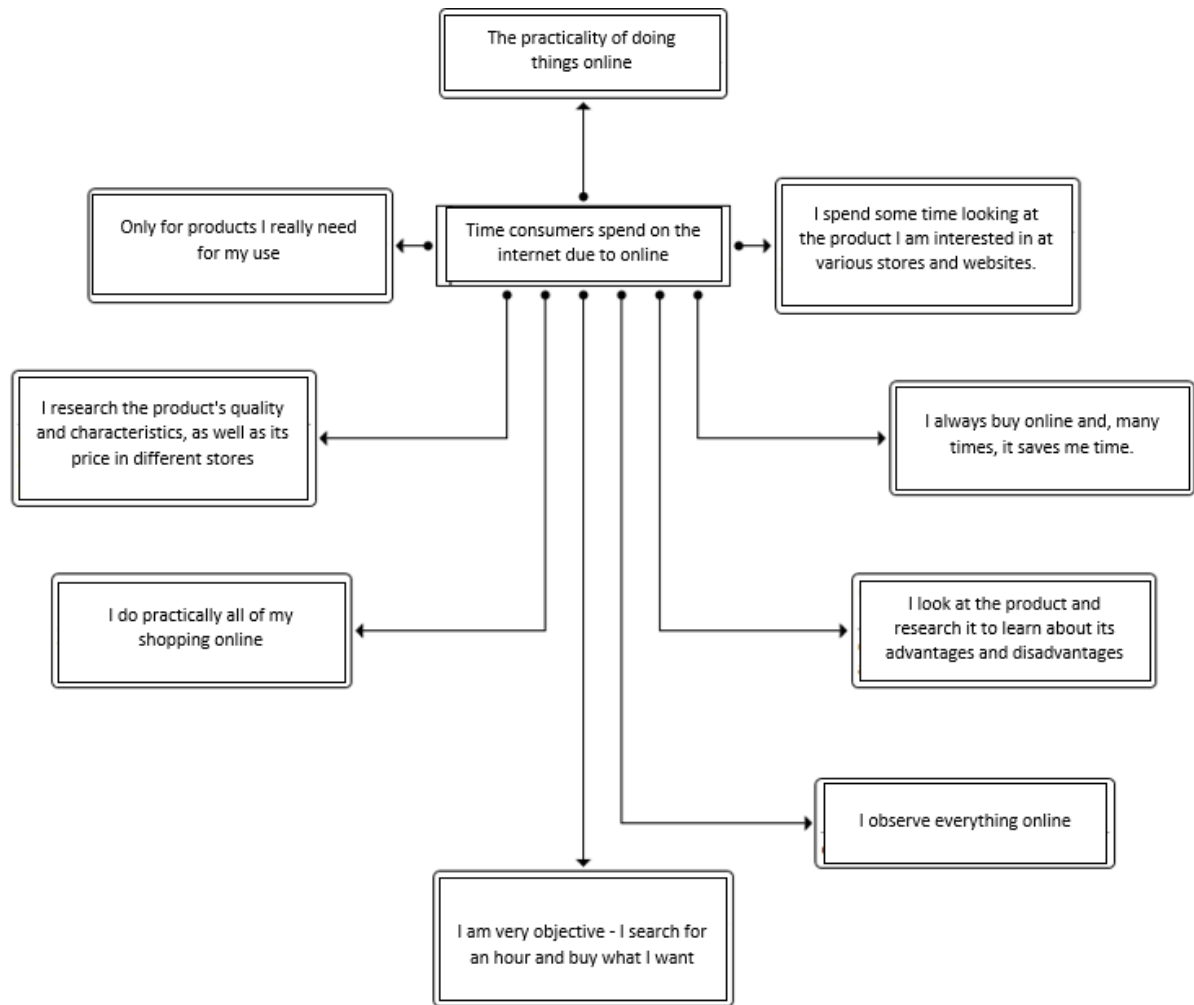 The practicality of doing
things online
Only for products I really need
for my use
Time consumers spend on the
internet due to online
I spend some time looking at
the product I am interested in at
various stores and websites.
I research the product's quality
and characteristics, as well as its
price in different stores
I always buy online and, many
times, it saves me time.
I do practically all of my
shopping online
I look at the product and
research it to learn about its
advantages and disadvantages
I observe everything online
I am very objective - I search for
an hour and buy what I want